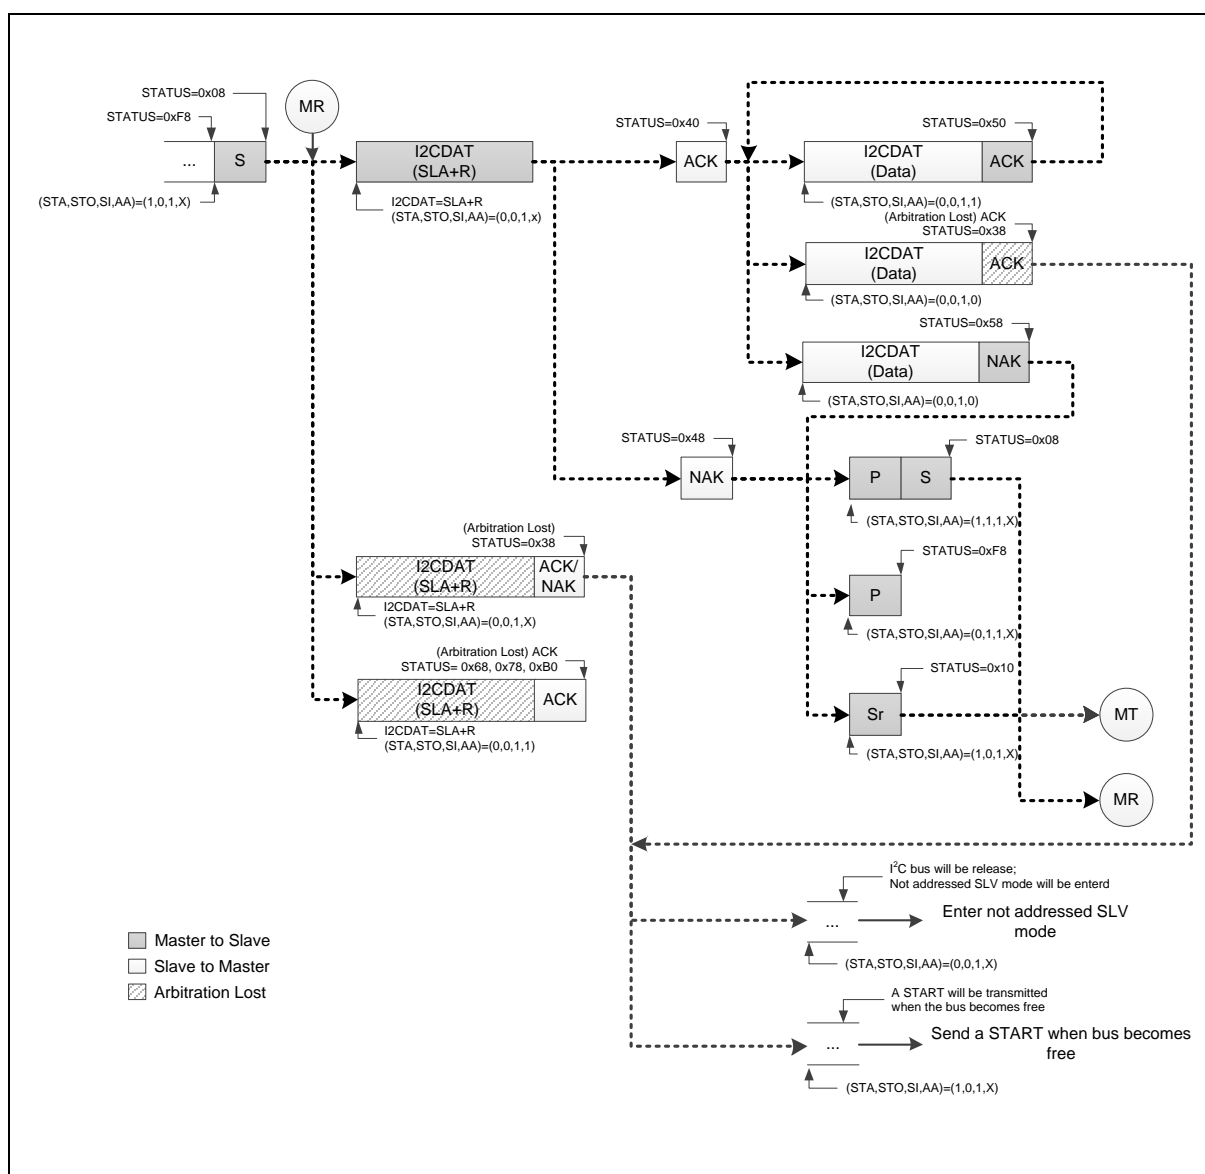 STATUS=0x08
STATUS=0xF8
MR
...
S
(STA,STO,SI,AA)=(1,0,1,X)
I2CDAT
(SLA+R)
I2CDAT=SLA+R
(STA,STO,SI,AA)=(0,0,1,x)
STATUS=0x40
ACK
STATUS=0x50
I2CDAT
(Data)
ACK
(STA,STO,SI,AA)=(0,0,1,1)
(Arbitration Lost) ACK
STATUS=0x38
I2CDAT
(Data)
ACK
(STA,STO,SI,AA)=(0,0,1,0)
STATUS=0x58
I2CDAT
(Data)
NAK
(STA,STO,SI,AA)=(0,0,1,0)
STATUS=0x48
NAK
STATUS=0x08
P
S
(STA,STO,SI,AA)=(1,1,1,X)
(Arbitration Lost)
STATUS=0x38
I2CDAT
(SLA+R)
ACK/
NAK
I2CDAT=SLA+R
(STA,STO,SI,AA)=(0,0,1,X)
STATUS=0xF8
P
(STA,STO,SI,AA)=(0,1,1,X)
(Arbitration Lost) ACK
STATUS= 0x68, 0x78, 0xB0
I2CDAT
(SLA+R)
ACK
I2CDAT=SLA+R
(STA,STO,SI,AA)=(0,0,1,1)
STATUS=0x10
Sr
(STA,STO,SI,AA)=(1,0,1,X)
MT
MR
I²C bus will be release;
Not addressed SLV mode will be enterd
...
Enter not addressed SLV
mode
(STA,STO,SI,AA)=(0,0,1,X)
Master to Slave
Slave to Master
Arbitration Lost
A START will be transmitted
when the bus becomes free
...
Send a START when bus becomes
free
(STA,STO,SI,AA)=(1,0,1,X)